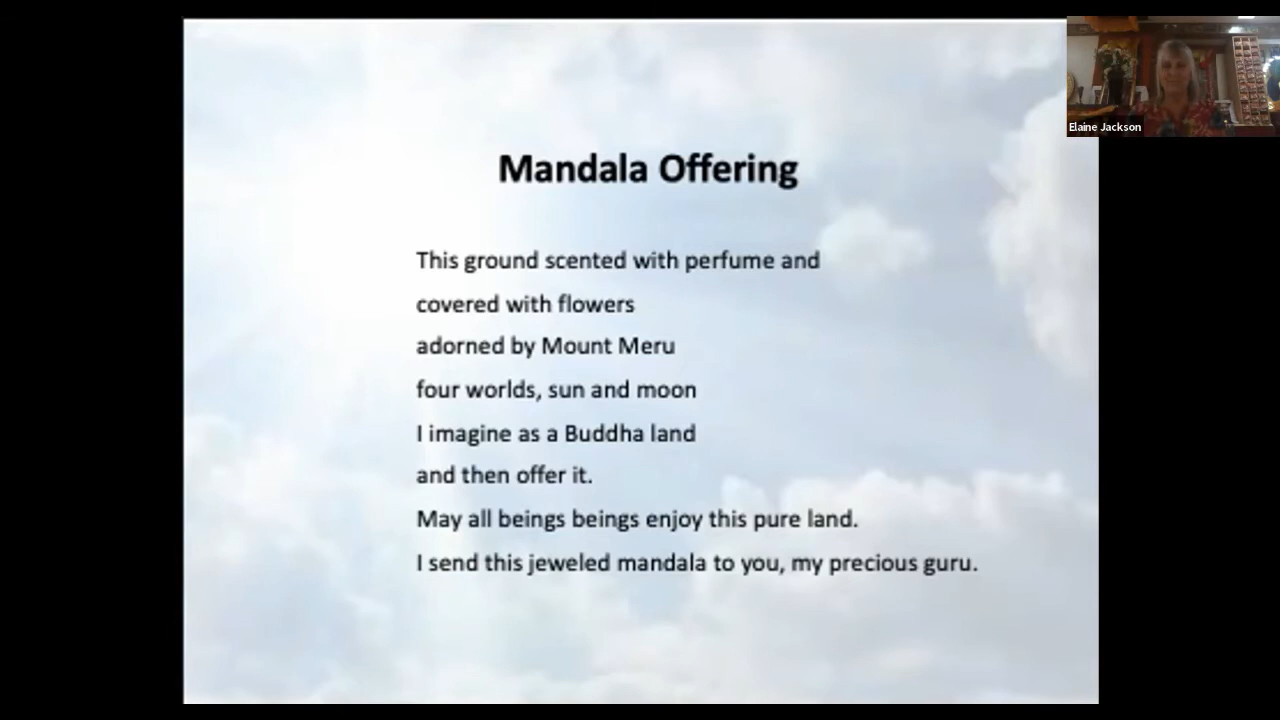 Elaine Jackson
Mandala Offering
This ground scented with perfume and
covered with flowers
adorned by Mount Meru
four worlds, sun and moon
I imagine as a Buddha land
and then offer it.
May all beings beings enjoy this pure land.
I send this jeweled mandala to you, my precious guru.